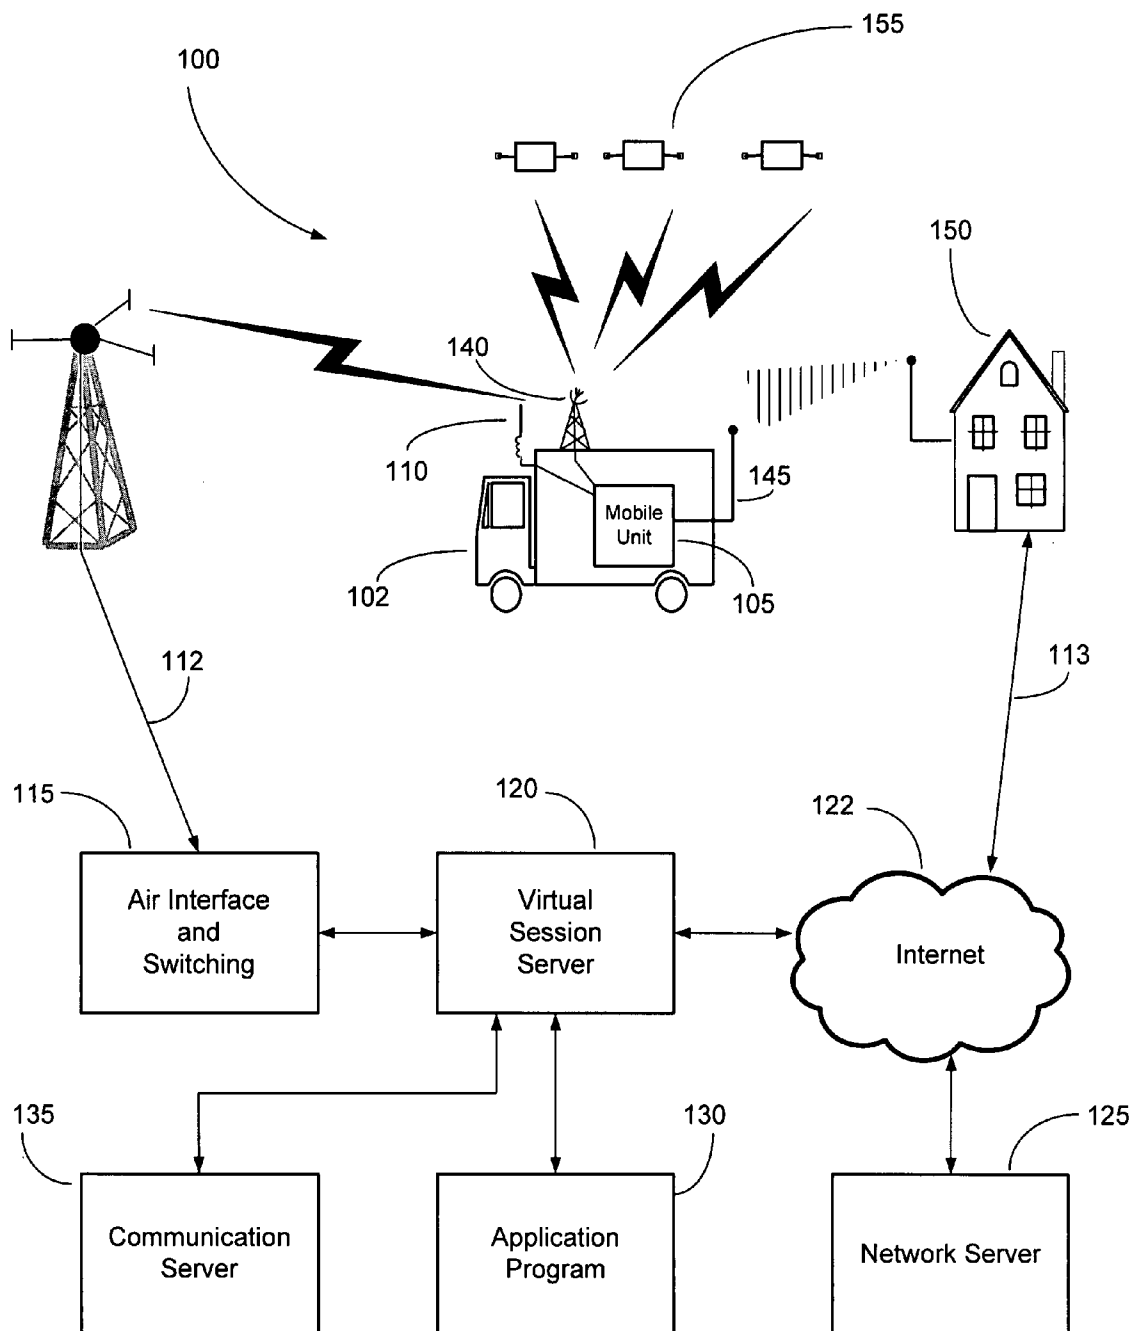 155
100
150
140
110
145
Mobile
Unit
102
105
112
113
115
120
122
Air Interface
and
Switching
Virtual
Session
Server
Internet
135
130
125
Communication
Server
Application
Program
Network Server